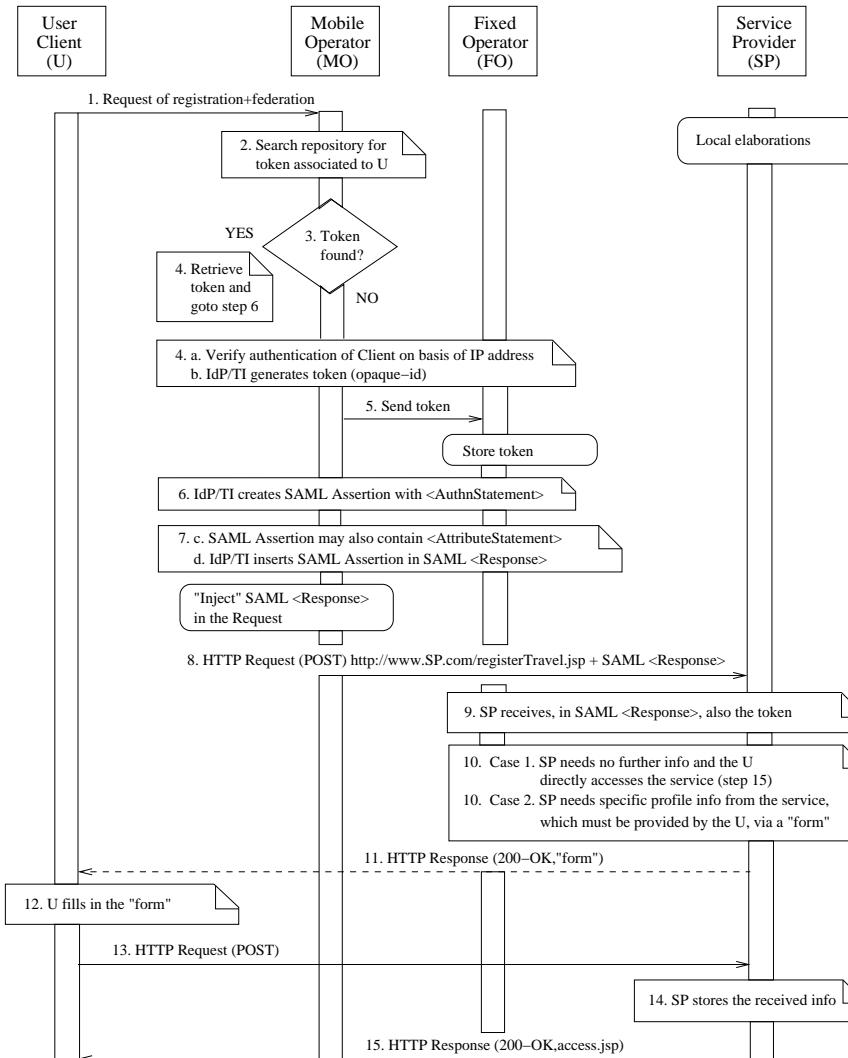 User
Client
(U)
Mobile
Operator
(MO)
Fixed
Operator
(FO)
Service
Provider
(SP)
1. Request of registration+federation
Local elaborations
2. Search repository for
token associated to U
YES
3. Token
found?
4. Retrieve
token and
goto step 6
NO
4. a. Verify authentication of Client on basis of IP address
b. IdP/TI generates token (opaque−id)
5. Send token
Store token
6. IdP/TI creates SAML Assertion with <AuthnStatement>
7. c. SAML Assertion may also contain <AttributeStatement>
d. IdP/TI inserts SAML Assertion in SAML <Response>
"Inject" SAML <Response>
in the Request
8. HTTP Request (POST) http://www.SP.com/registerTravel.jsp + SAML <Response>
9. SP receives, in SAML <Response>, also the token
10. Case 1. SP needs no further info and the U
directly accesses the service (step 15)
10. Case 2. SP needs specific profile info from the service,
which must be provided by the U, via a "form"
11. HTTP Response (200−OK,"form")
12. U fills in the "form"
13. HTTP Request (POST)
14. SP stores the received info
15. HTTP Response (200−OK,access.jsp)